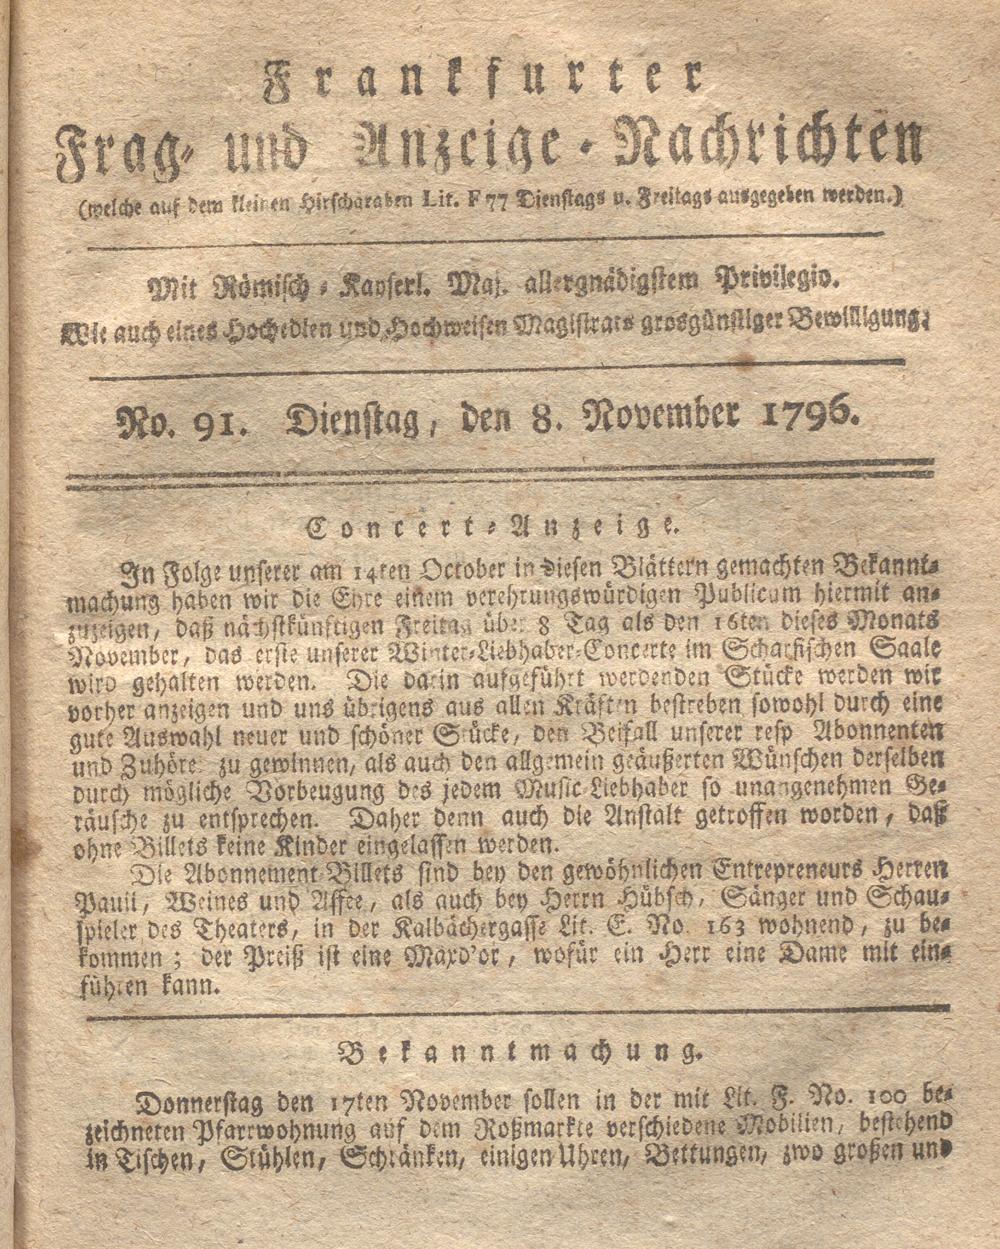 Frankfurter
Frag- und Anzeige-Nachrichten
(welche auf dem kleinen Hirschgraben Lit. F 77 Dienstags u. Freitags ausgegeben werden.)
Mit Römisch-Kayserl. Maj. allergnädigstem Privilegio.
Wie auch eines Hochedlen und Hochweisen Magistrats grosgünstiger Bewilligung.
No. 91. Dienstag, den 8. November 1796.
Concert-Anzeige.
In Folge unserer am 14ten October in diesen Blättern gemachten Bekannt-
machung haben wir die Ehre einem verehrungswürdigen Publicum hiermit an-
zuzeigen, daß nächstkünftigen Freitag über 8 Tag als den 16ten dieses Monats
November, das erste unserer Winter-Liebhaber-Concerte im Scharfischen Saale
wird gehalten werden. Die darin aufgeführt werdenden Stücke werden wir
vorher anzeigen und uns übrigens aus allen Kräften bestreben sowohl durch eine
gute Auswahl neuer und schöner Stücke, den Beifall unserer resp Abonnenten
und Zuhörer zu gewinnen, als auch den allgemein geäußerten Wünschen derselben
durch mögliche Vorbeugung des jedem Music-Liebhaber so unangenehmen Ge-
räusche zu entsprechen. Daher denn auch die Anstalt getroffen worden, daß
ohne Billets keine Kinder eingelassen werden.
Die Abonnement-Billets sind bey den gewöhnlichen Entrepreneurs Herren
Pauli, Weines und Affee, als auch bey Herrn Hübsch, Sänger und Schau-
spieler des Theaters, in der Kalbächergasse Lit. E. No. 163 wohnend, zu be-
kommen; der Preiß ist eine Maxd'or, wofür ein Herr eine Dame mit ein-
führen kann.
Bekanntmachung.
Donnerstag den 17ten November sollen in der mit Lit. F. No. 100 be-
zeichneten Pfarrwohnung auf dem Roßmarkte verschiedene Mobilien, bestehend
in Tischen, Stühlen, Schränken, einigen Uhren, Bettungen, zwo großen und